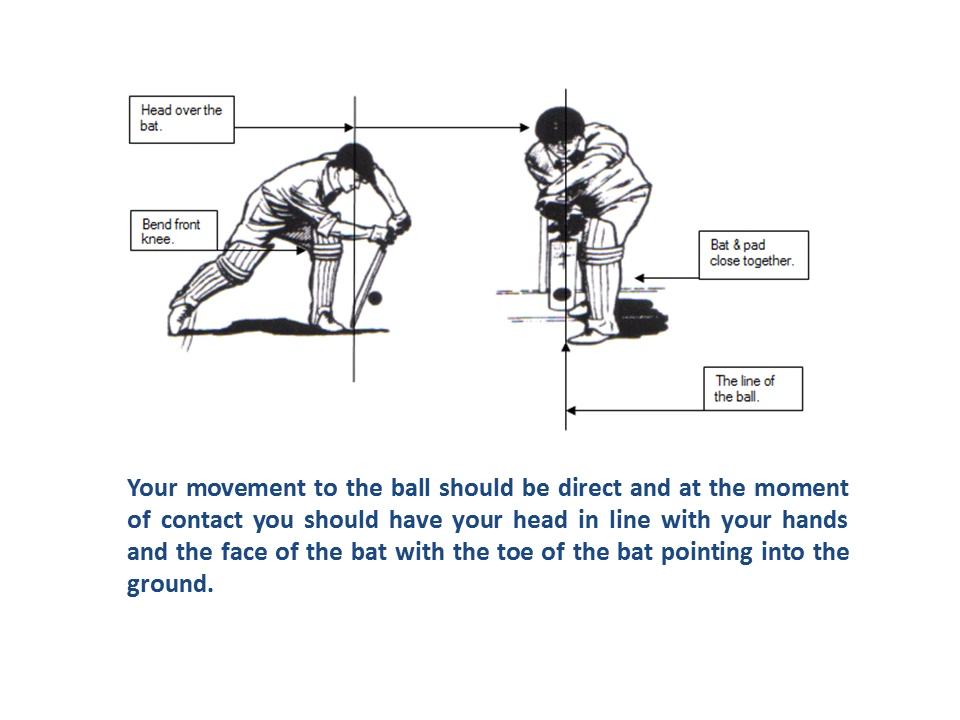 Head over the
bat.
Bend front
knee.
Bat & pad
close together.
The line of
the ball.
Your movement to the ball should be direct and at the moment
of contact you should have your head in line with your hands
and the face of the bat with the toe of the bat pointing into the
ground.